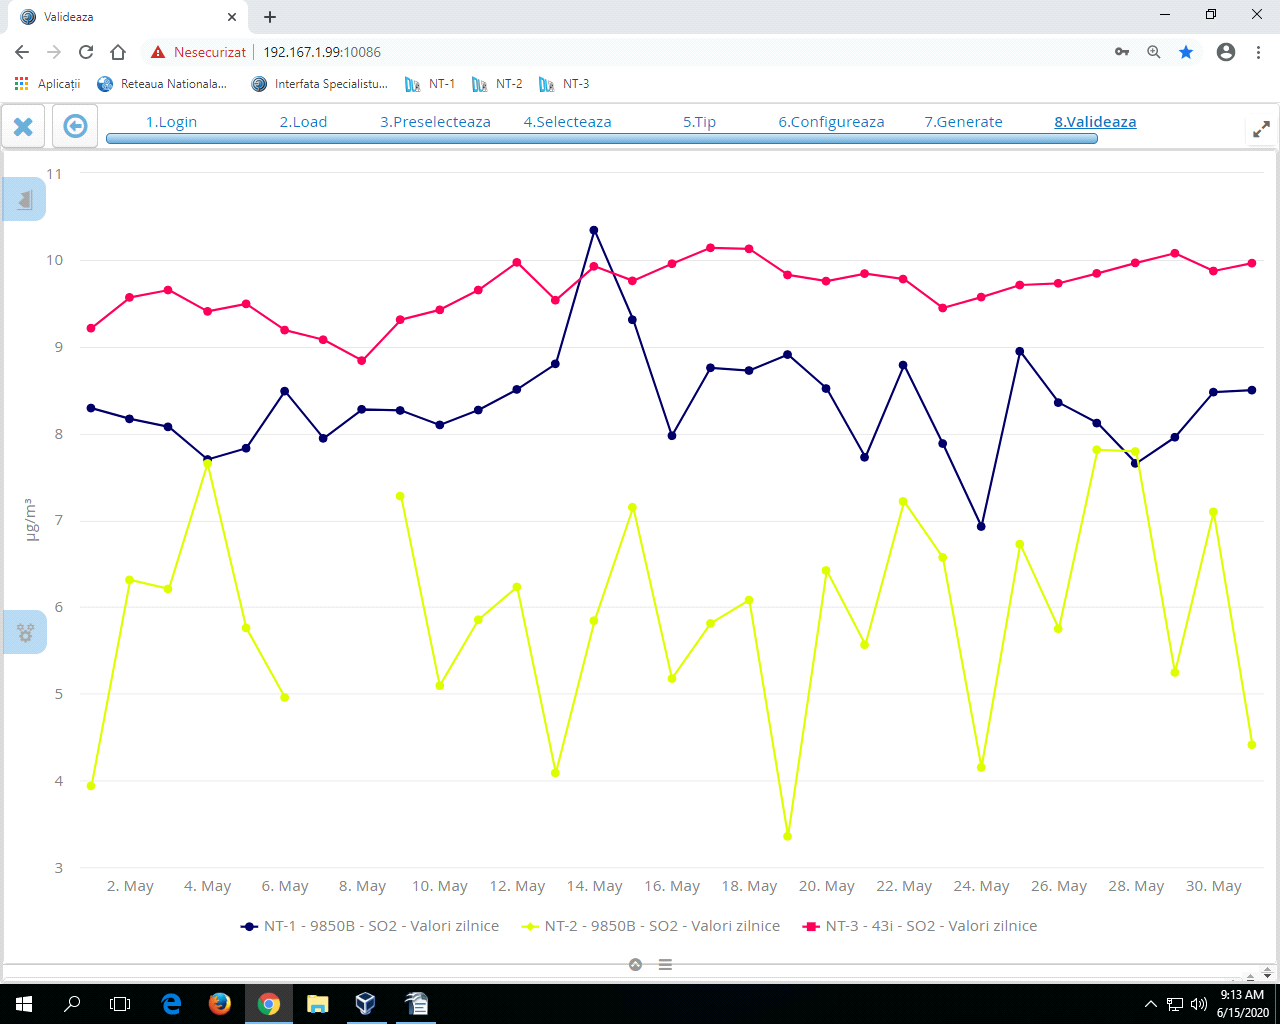 Valideaza
Nesecurizat 192.167.1.99:10086
Aplicații Reteaua Nationala... Interfata Specialistu... NT-1 NT-2 NT-3
1.Login 2.Load 3.Preselecteaza 4.Selecteaza 5.Tip 6.Configureaza 7.Generate 8.Valideaza
11
10
9
8
7
µg/m³
6
5
4
3
2. May 4. May 6. May 8. May 10. May 12. May 14. May 16. May 18. May 20. May 22. May 24. May 26. May 28. May 30. May
NT-1 - 9850B - SO2 - Valori zilnice NT-2 - 9850B - SO2 - Valori zilnice NT-3 - 43i - SO2 - Valori zilnice
9:13 AM
6/15/2020